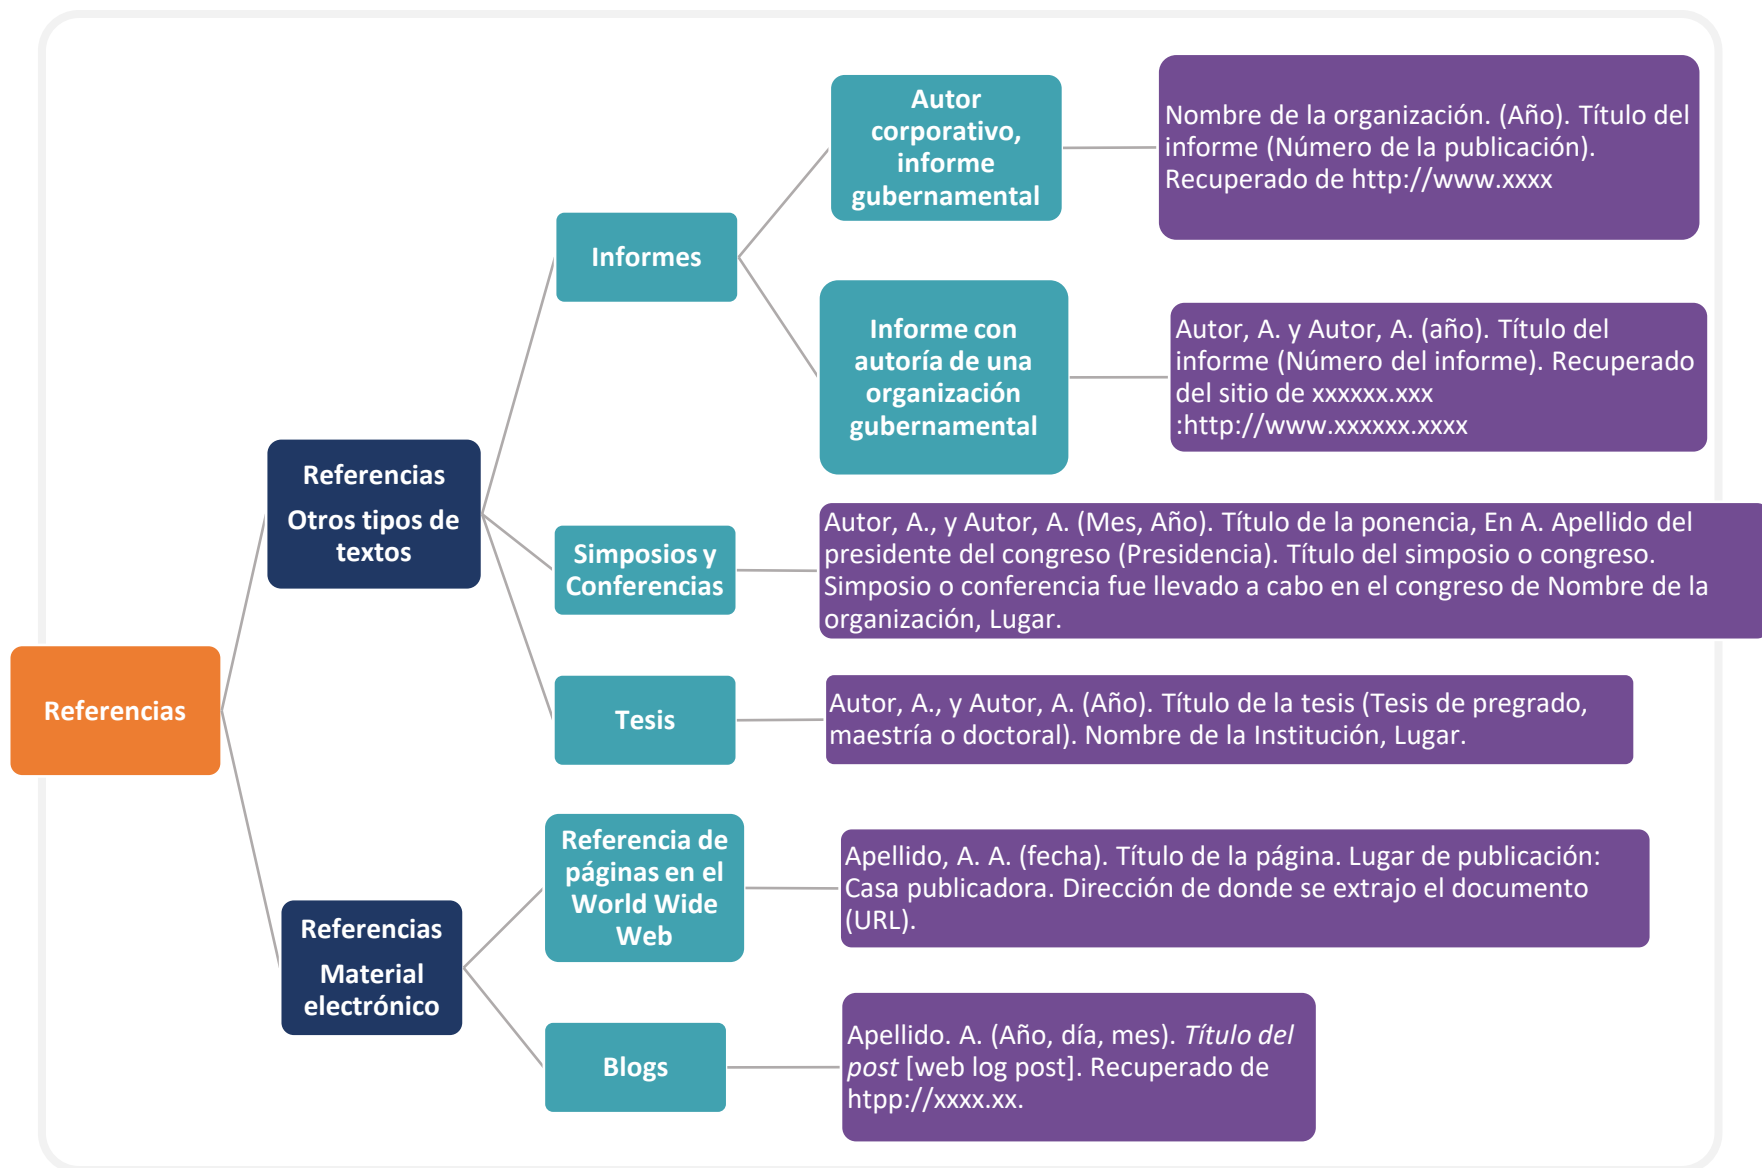 Referencias
Referencias
Otros tipos de
textos
Informes
Autor
corporativo,
informe
gubernamental
Nombre de la organización. (Año). Título del
informe (Número de la publicación).
Recuperado de http://www.xxxx
Informe con
autoría de una
organización
gubernamental
Autor, A. y Autor, A. (año). Título del
informe (Número del informe). Recuperado
del sitio de xxxxxx.xxx
:http://www.xxxxxx.xxxx
Simposios y
Conferencias
Autor, A., y Autor, A. (Mes, Año). Título de la ponencia, En A. Apellido del
presidente del congreso (Presidencia). Título del simposio o congreso.
Simposio o conferencia fue llevado a cabo en el congreso de Nombre de la
organización, Lugar.
Tesis
Autor, A., y Autor, A. (Año). Título de la tesis (Tesis de pregrado,
maestría o doctoral). Nombre de la Institución, Lugar.
Referencias
Material
electrónico
Referencia de
páginas en el
World Wide
Web
Apellido, A. A. (fecha). Título de la página. Lugar de publicación:
Casa publicadora. Dirección de donde se extrajo el documento
(URL).
Blogs
Apellido. A. (Año, día, mes). Título del
post [web log post]. Recuperado de
htpp://xxxx.xx.